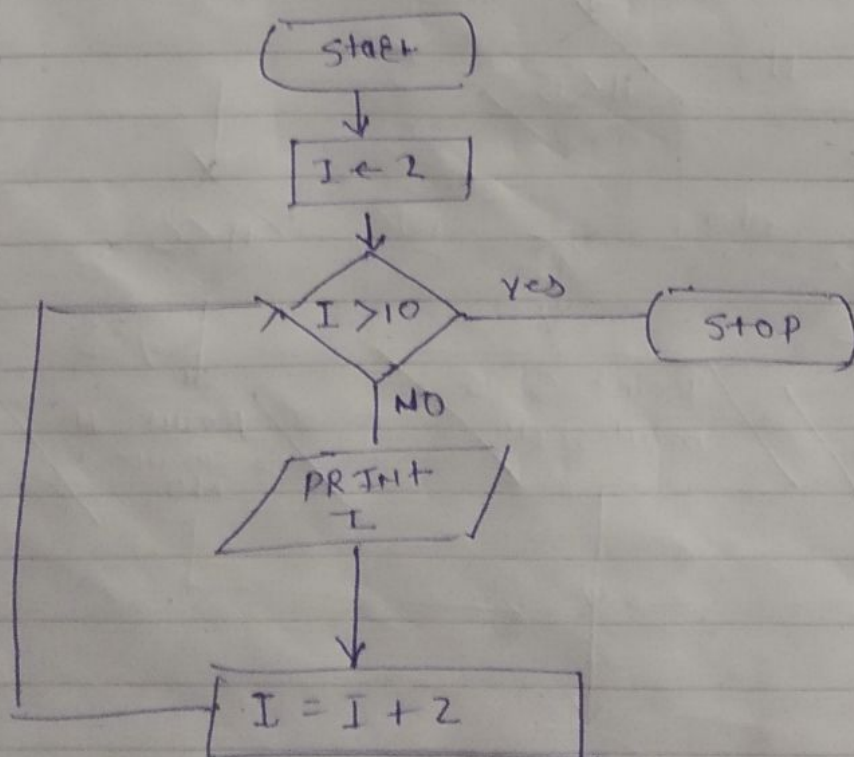 Start
I ← 2
I > 10
Yes
Stop
NO
PRINt
I
I = I + 2